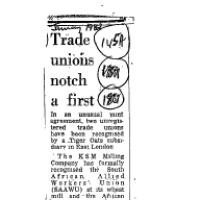 January 1982
Trade
unions
notch
a first
In an unusual joint
agreement, two unregis-
tered trade unions
have been recognised
by a Tiger Oats subsi-
diary in East London
The KSM Milling
Company has formally
recognised the South
African Allied
Workers' Union
(SAAWU) at its wheat
mill and the African